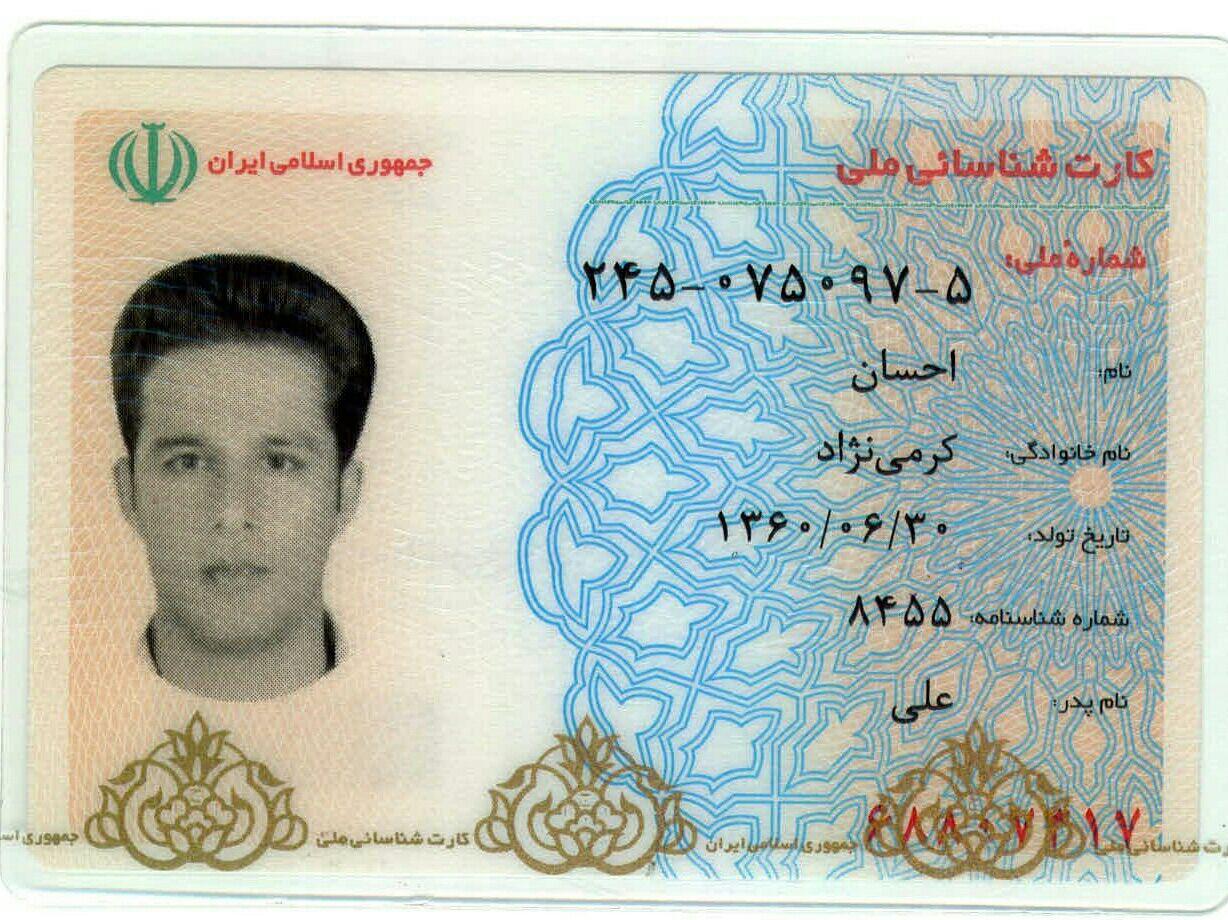 جمهوری اسلامی ایران
کارت شناسائی ملی
شمارهٔ ملی: ۲۴۵-۰۷۵۰۹۷-۵
نام: احسان
نام خانوادگی: کرمی‌نژاد
تاریخ تولد: ۱۳۶۰/۰۶/۳۰
شماره شناسنامه: ۸۴۵۵
نام پدر: علی
۶۸۸۰۷۴۱۷
کارت شناسائی ملی جمهوری اسلامی ایران کارت شناسائی ملی جمهوری